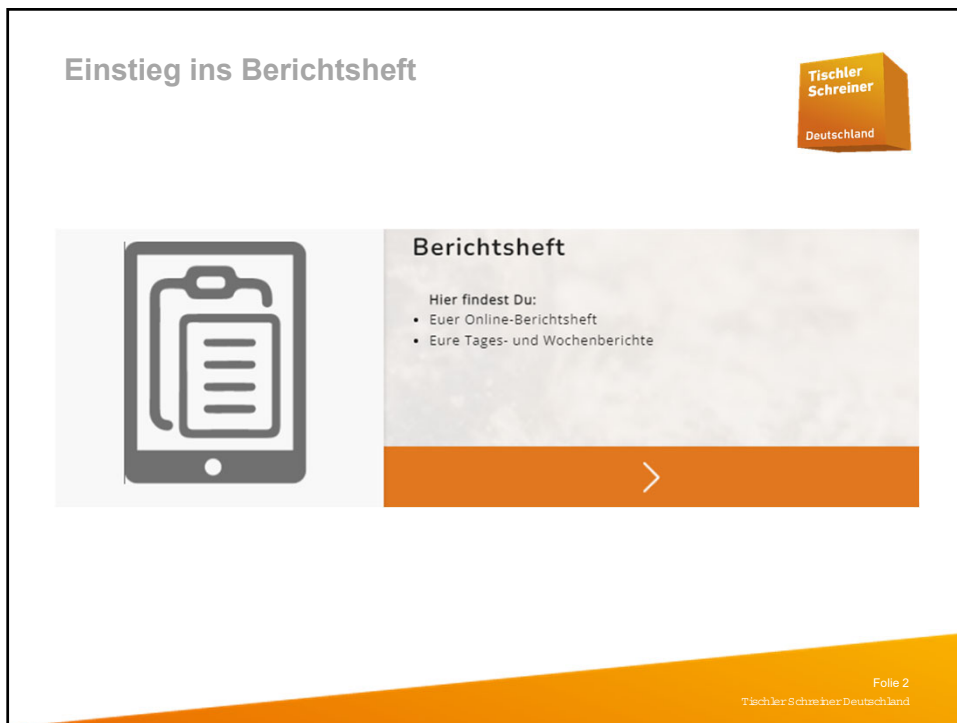 Einstieg ins Berichtsheft
Tischler
Schreiner
Deutschland
Berichtsheft
Hier findest Du:
• Euer Online-Berichtsheft
• Eure Tages- und Wochenberichte
Folie 2
Tischler Schreiner Deutschland